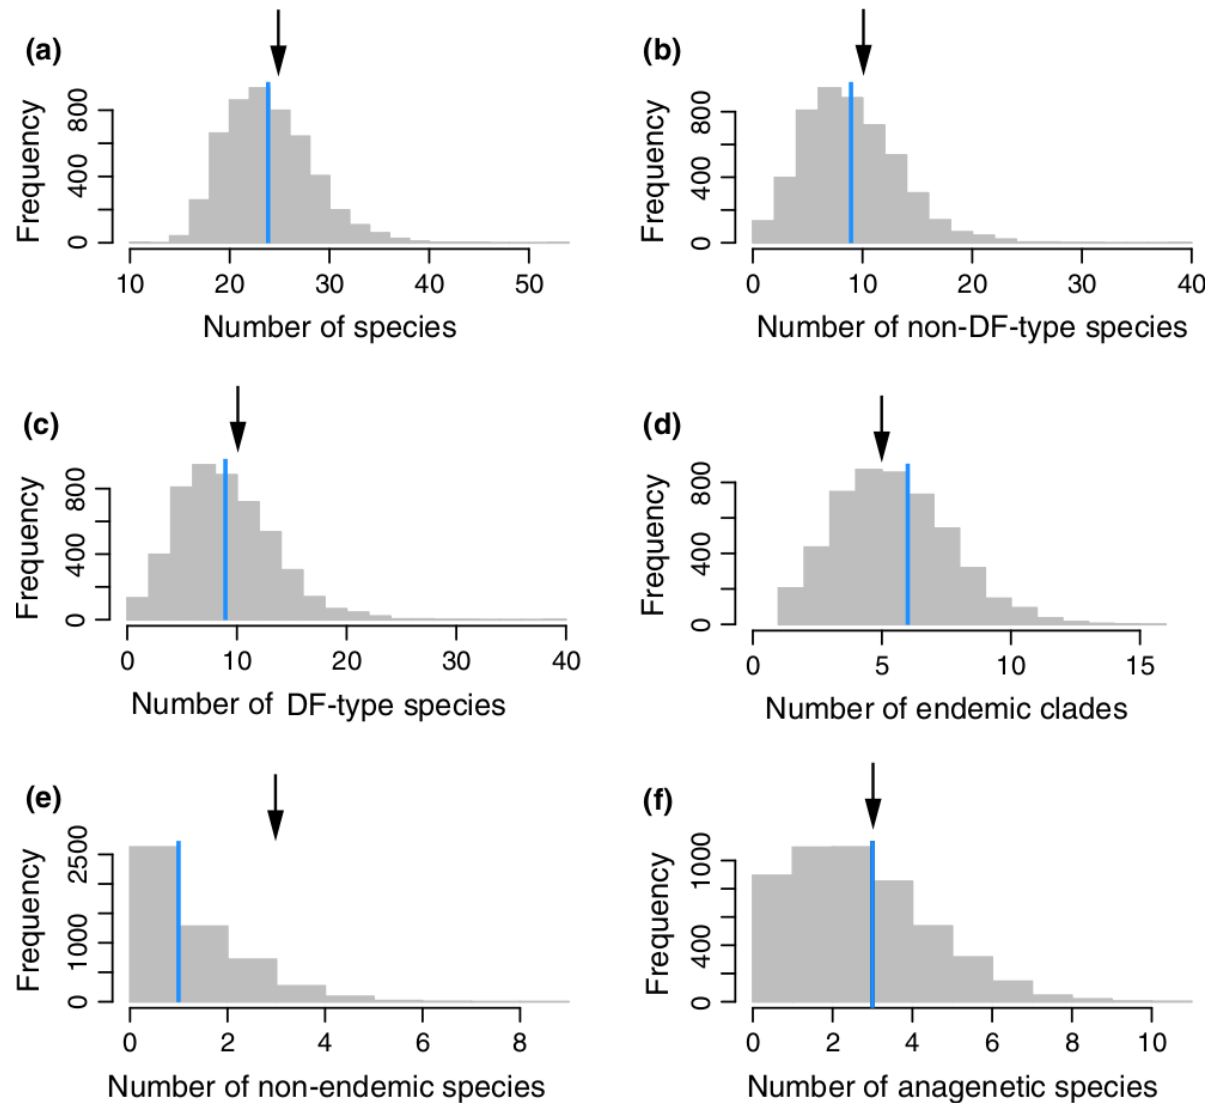 (a)
Frequency
0 400 800
10 20 30 40 50
Number of species
(b)
Frequency
0 400 800
0 10 20 30 40
Number of non-DF-type species
(c)
Frequency
0 400 800
0 10 20 30 40
Number of DF-type species
(d)
Frequency
0 400 800
0 5 10 15
Number of endemic clades
(e)
Frequency
0 1000 2500
0 2 4 6 8
Number of non-endemic species
(f)
Frequency
0 400 1000
0 2 4 6 8 10
Number of anagenetic species